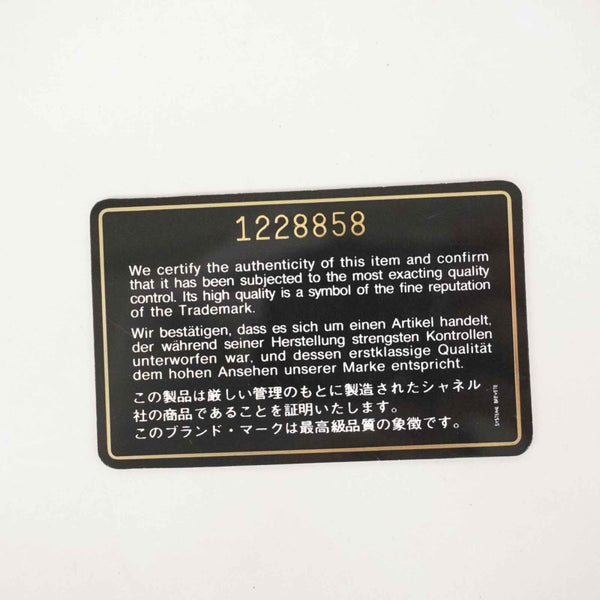 1228858
We certify the authenticity of this item and confirm
that it has been subjected to the most exacting quality
control. Its high quality is a symbol of the fine reputation
of the Trademark.
Wir bestätigen, dass es sich um einen Artikel handelt,
der während seiner Herstellung strengsten Kontrollen
unterworfen war, und dessen erstklassige Qualität
dem hohen Ansehen unserer Marke entspricht.
この製品は厳しい管理のもとに製造されたシャネル
社の商品であることを証明いたします。
このブランド・マークは最高級品質の象徴です。
SYSTEME BREVETE